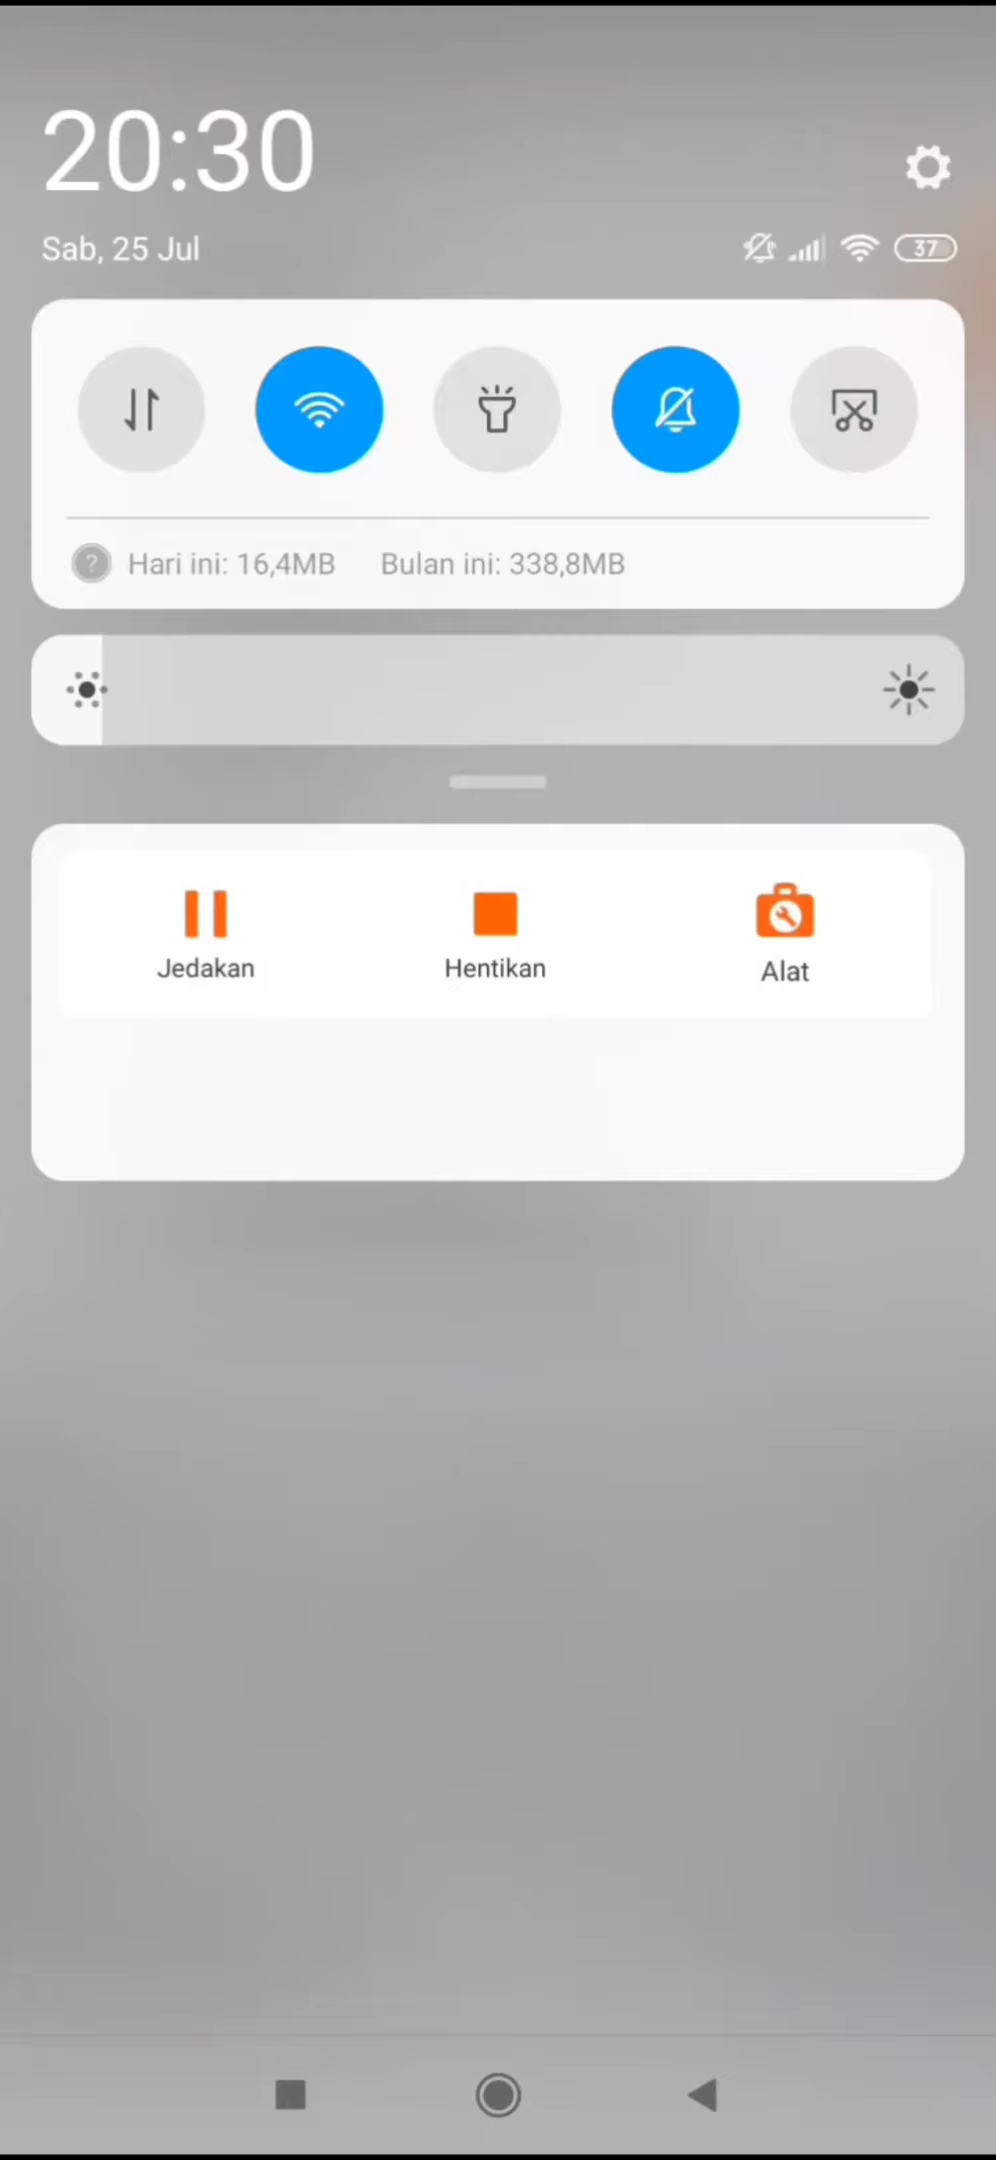 20:30
Sab, 25 Jul
37
Hari ini: 16,4MB Bulan ini: 338,8MB
Jedakan Hentikan Alat